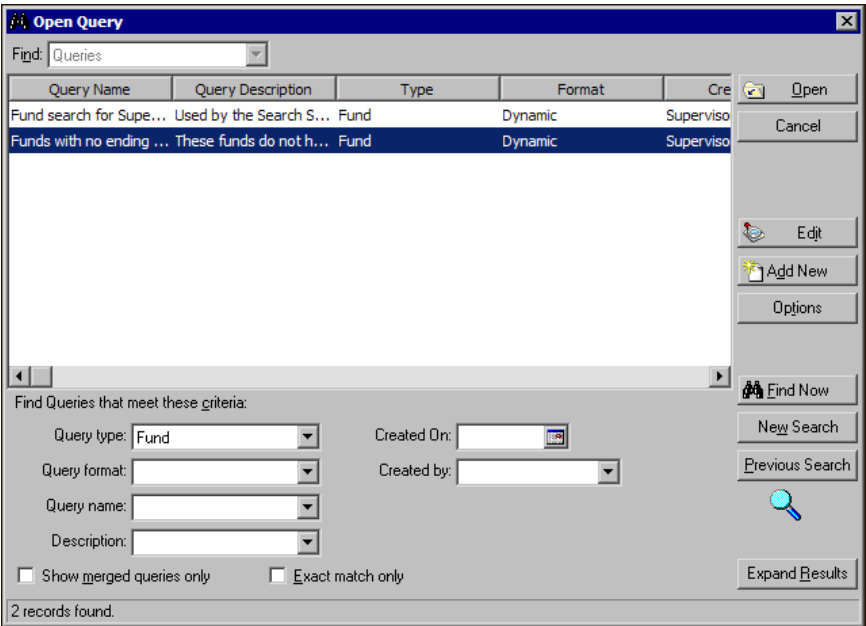 Open Query
Find: Queries
Query Name Query Description Type Format Cre
Fund search for Supe... Used by the Search S... Fund Dynamic Superviso
Funds with no ending ... These funds do not h... Fund Dynamic Superviso
Open
Cancel
Edit
Add New
Options
Find Now
New Search
Previous Search
Expand Results
Find Queries that meet these criteria:
Query type: Fund Created On:
Query format: Created by:
Query name:
Description:
Show merged queries only Exact match only
2 records found.